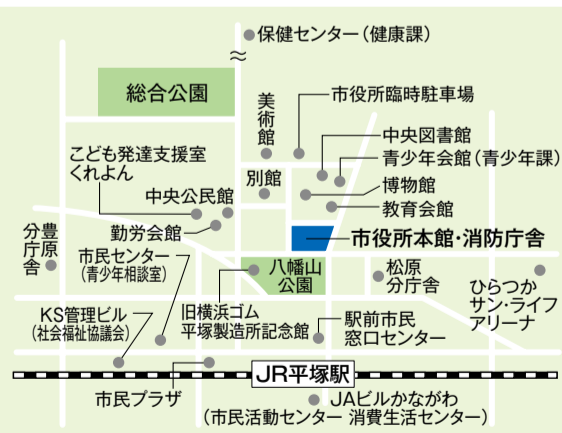 保健センター(健康課)
総合公園
美術館
市役所臨時駐車場
中央図書館
青少年会館(青少年課)
こども発達支援室
くれよん
別館
博物館
中央公民館
教育会館
勤労会館
市役所本館・消防庁舎
豊原
分庁舎
市民センター
(青少年相談室)
八幡山
公園
松原
分庁舎
ひらつか
サン・ライフ
アリーナ
旧横浜ゴム
平塚製造所記念館
KS管理ビル
(社会福祉協議会)
駅前市民
窓口センター
JR平塚駅
市民プラザ
JAビルかながわ
(市民活動センター 消費生活センター)